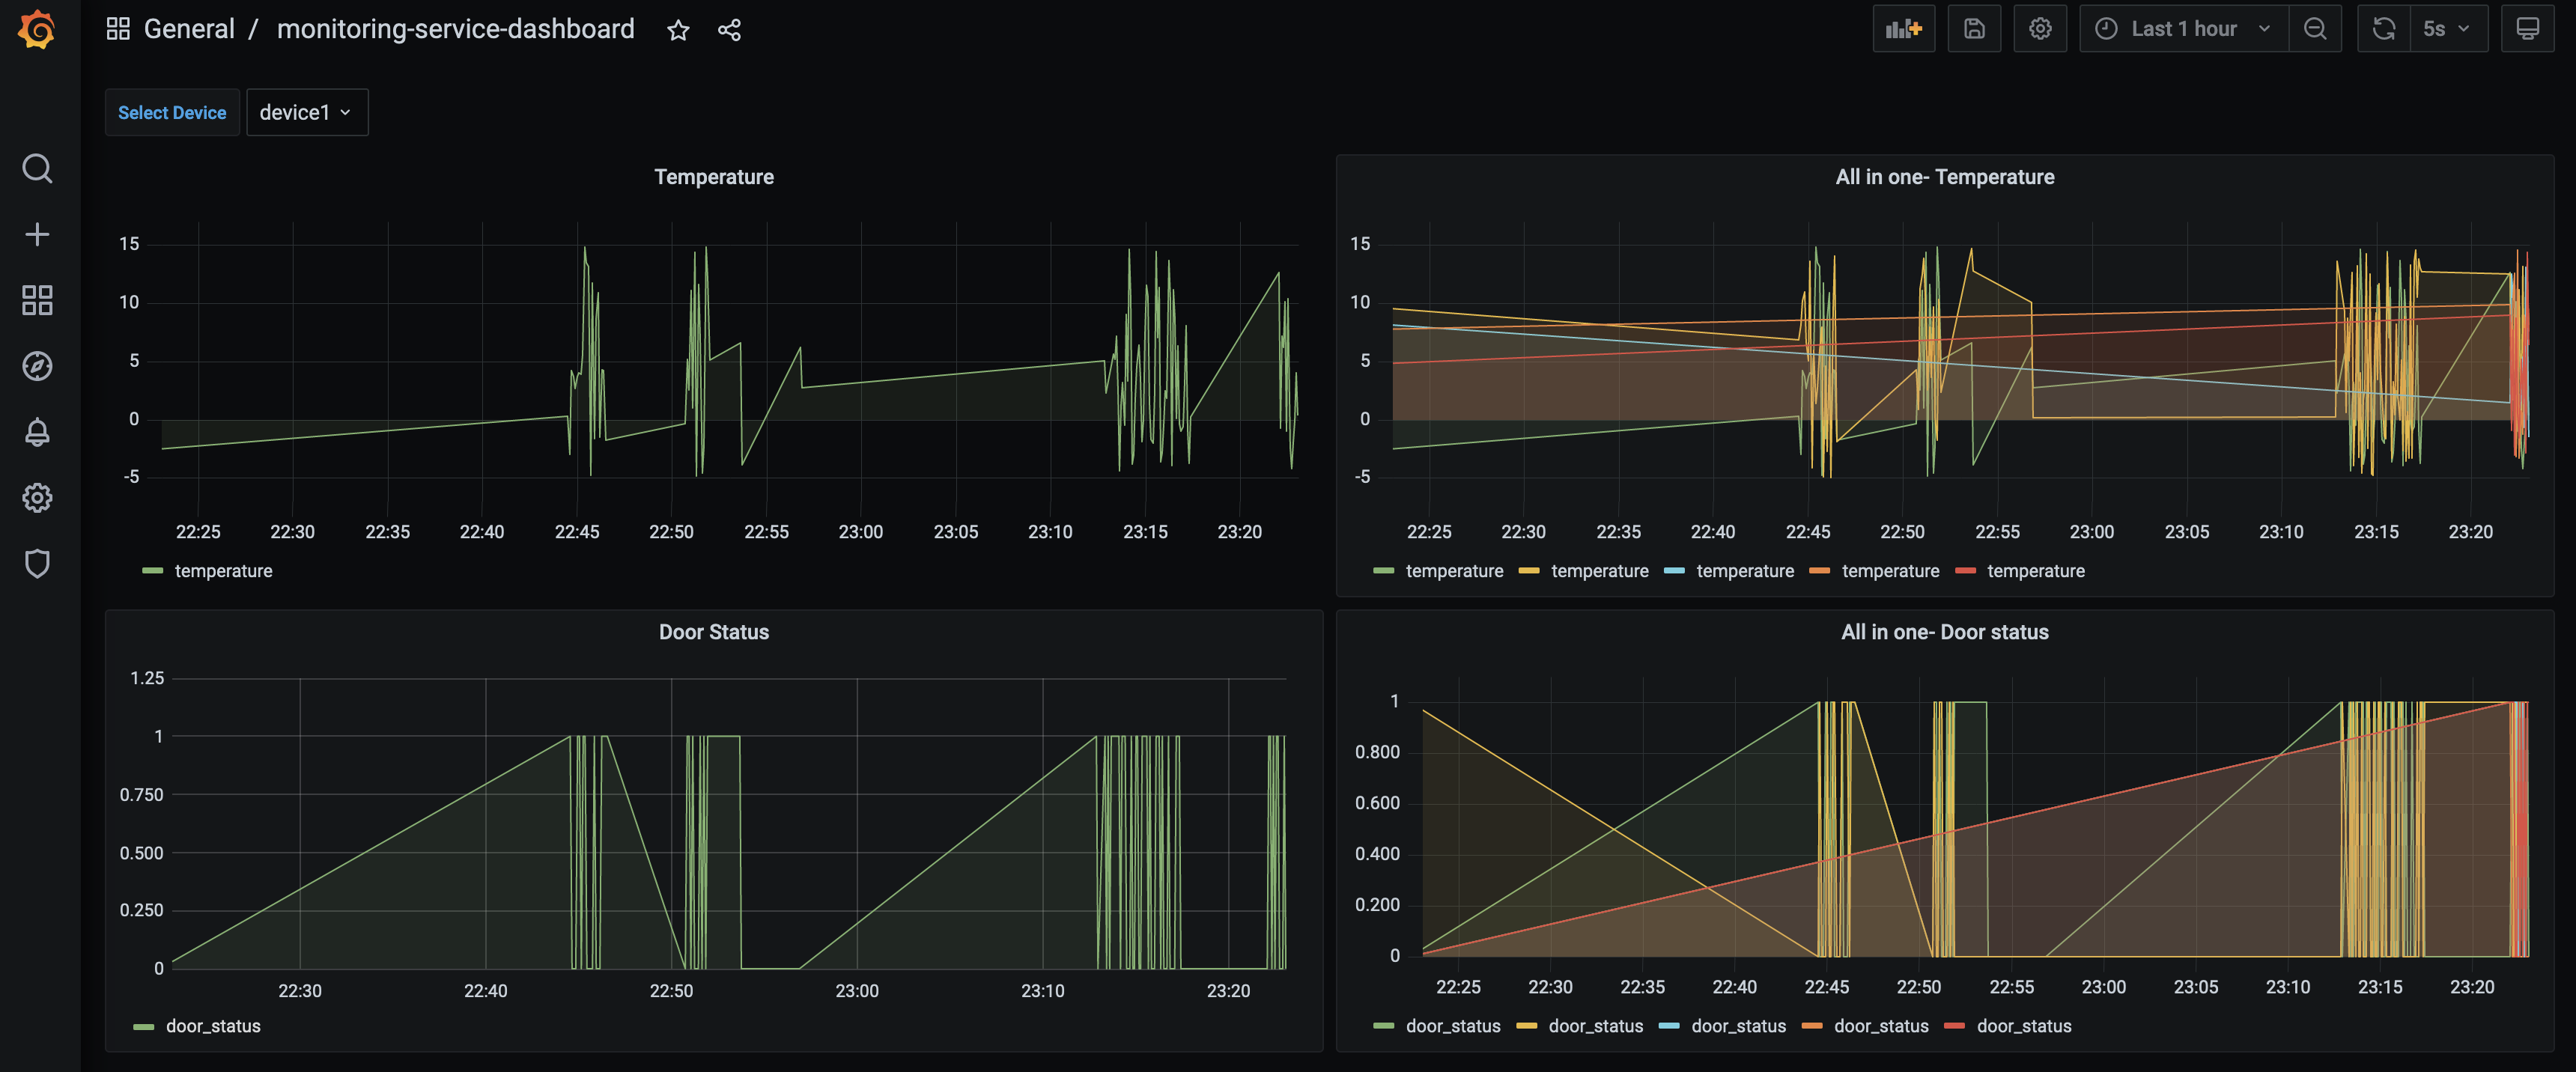 General / monitoring-service-dashboard
Last 1 hour
5s
Select Device device1
Temperature
15
10
5
0
-5
22:25 22:30 22:35 22:40 22:45 22:50 22:55 23:00 23:05 23:10 23:15 23:20
temperature
All in one- Temperature
15
10
5
0
-5
22:25 22:30 22:35 22:40 22:45 22:50 22:55 23:00 23:05 23:10 23:15 23:20
temperature temperature temperature temperature temperature
Door Status
1.25
1
0.750
0.500
0.250
0
22:30 22:40 22:50 23:00 23:10 23:20
door_status
All in one- Door status
1
0.800
0.600
0.400
0.200
0
22:25 22:30 22:35 22:40 22:45 22:50 22:55 23:00 23:05 23:10 23:15 23:20
door_status door_status door_status door_status door_status